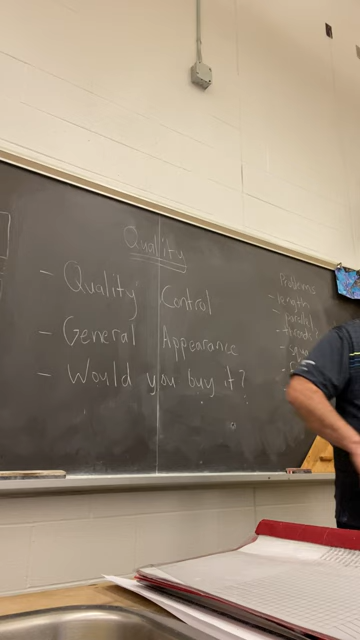 Quality
- Quality Control
- General Appearance
- Would you buy it?
Problems
- length
- parallel